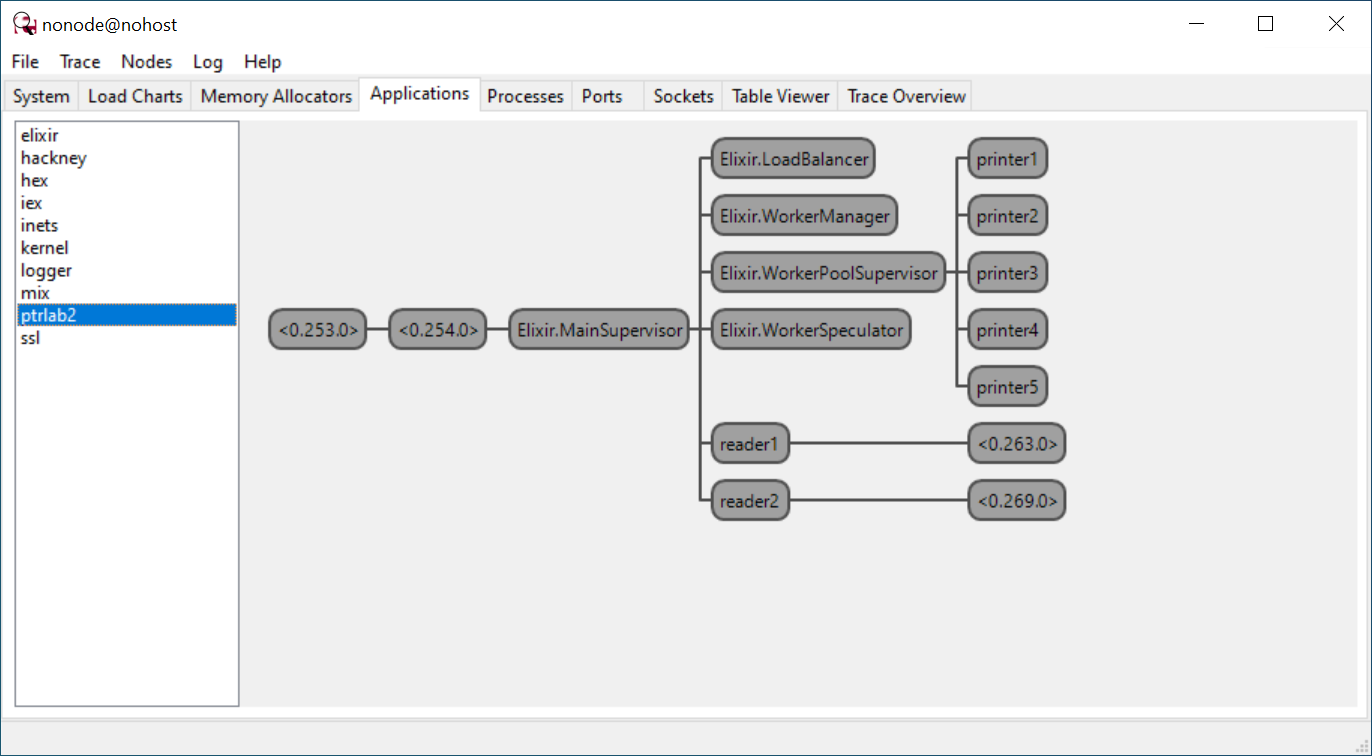 nonode@nohost
File Trace Nodes Log Help
System Load Charts Memory Allocators Applications Processes Ports Sockets Table Viewer Trace Overview
elixir
hackney
hex
iex
inets
kernel
logger
mix
ptrlab2
ssl
<0.253.0>
<0.254.0>
Elixir.MainSupervisor
Elixir.LoadBalancer
Elixir.WorkerManager
Elixir.WorkerPoolSupervisor
Elixir.WorkerSpeculator
reader1
reader2
printer1
printer2
printer3
printer4
printer5
<0.263.0>
<0.269.0>